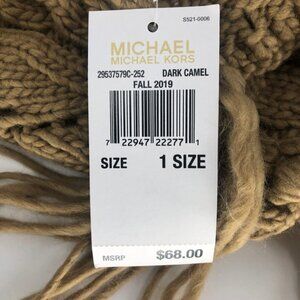 S521-0006
MICHAEL
MICHAEL KORS
29537579C-252 DARK CAMEL
FALL 2019
7 22947 22277 1
SIZE 1 SIZE
MSRP $68.00